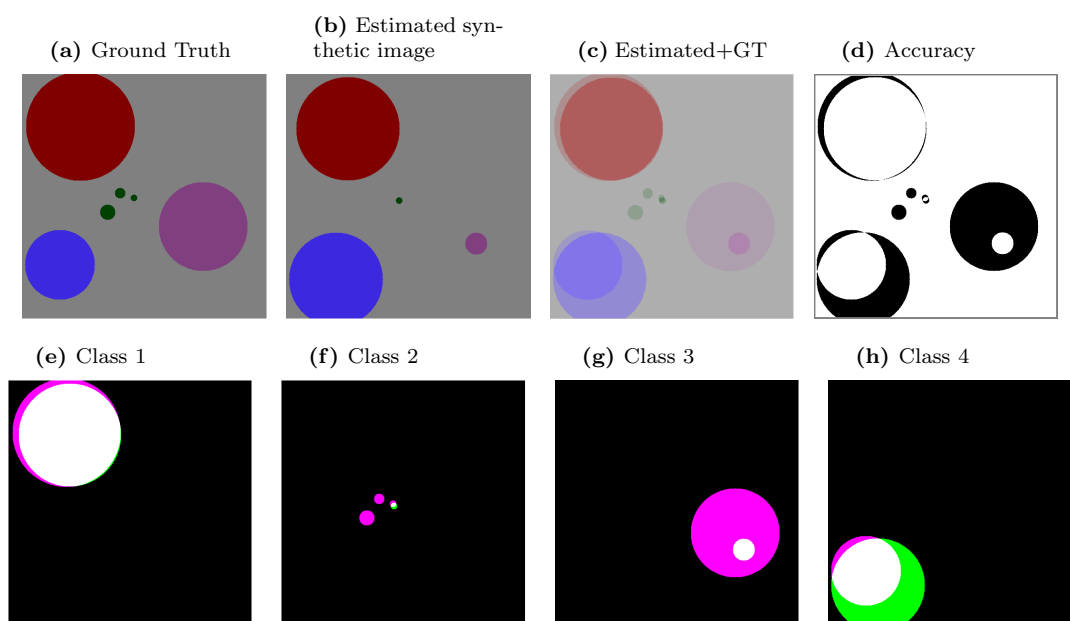 (a) Ground Truth
(b) Estimated syn-
thetic image
(c) Estimated+GT
(d) Accuracy
(e) Class 1
(f) Class 2
(g) Class 3
(h) Class 4